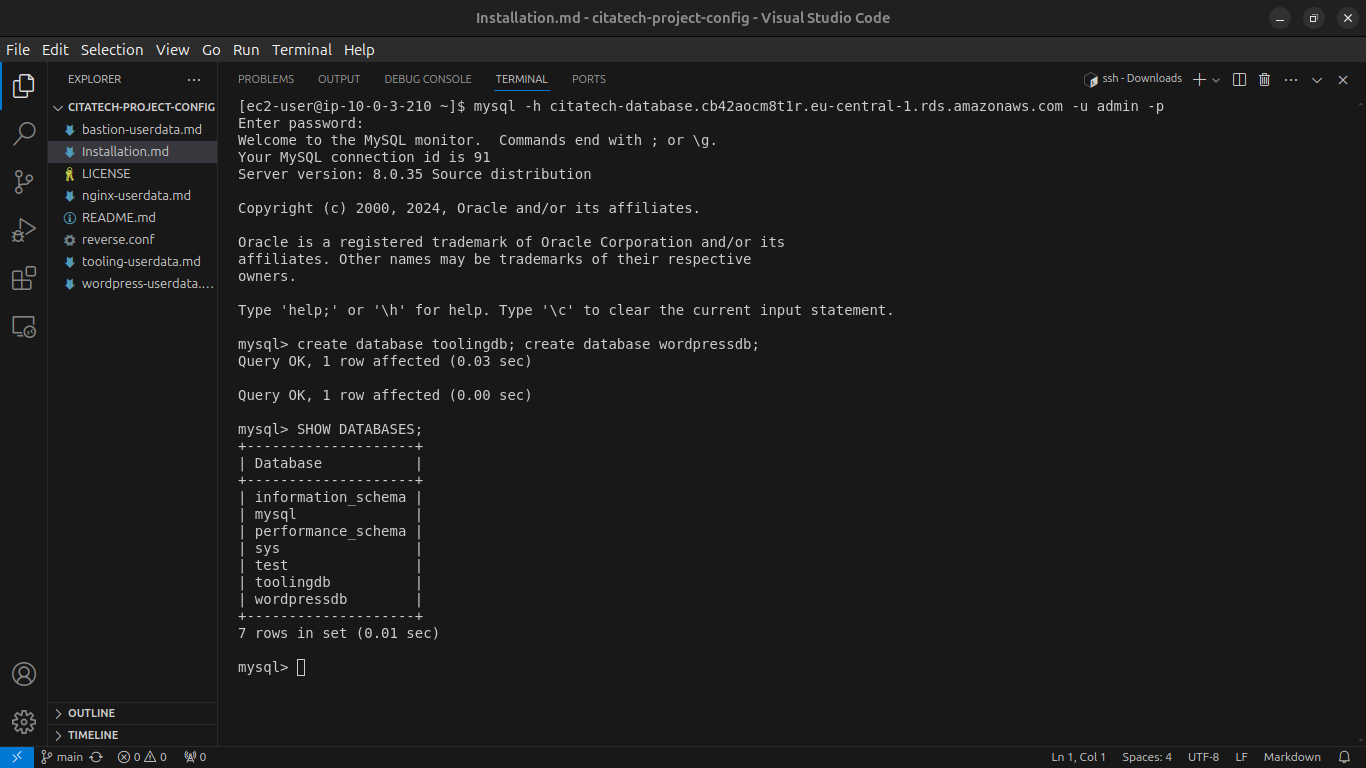 Installation.md - citatech-project-config - Visual Studio Code
File Edit Selection View Go Run Terminal Help
EXPLORER
CITATECH-PROJECT-CONFIG
bastion-userdata.md
Installation.md
LICENSE
nginx-userdata.md
README.md
reverse.conf
tooling-userdata.md
wordpress-userdata....
OUTLINE
TIMELINE
PROBLEMS OUTPUT DEBUG CONSOLE TERMINAL PORTS
ssh - Downloads
[ec2-user@ip-10-0-3-210 ~]$ mysql -h citatech-database.cb42aocm8t1r.eu-central-1.rds.amazonaws.com -u admin -p
Enter password:
Welcome to the MySQL monitor.  Commands end with ; or \g.
Your MySQL connection id is 91
Server version: 8.0.35 Source distribution
Copyright (c) 2000, 2024, Oracle and/or its affiliates.
Oracle is a registered trademark of Oracle Corporation and/or its
affiliates. Other names may be trademarks of their respective
owners.
Type 'help;' or '\h' for help. Type '\c' to clear the current input statement.
mysql> create database toolingdb; create database wordpressdb;
Query OK, 1 row affected (0.03 sec)
Query OK, 1 row affected (0.00 sec)
mysql> SHOW DATABASES;
+--------------------+
| Database           |
+--------------------+
| information_schema |
| mysql              |
| performance_schema |
| sys                |
| test               |
| toolingdb          |
| wordpressdb        |
+--------------------+
7 rows in set (0.01 sec)
mysql>
main 0 0 0 Ln 1, Col 1 Spaces: 4 UTF-8 LF Markdown